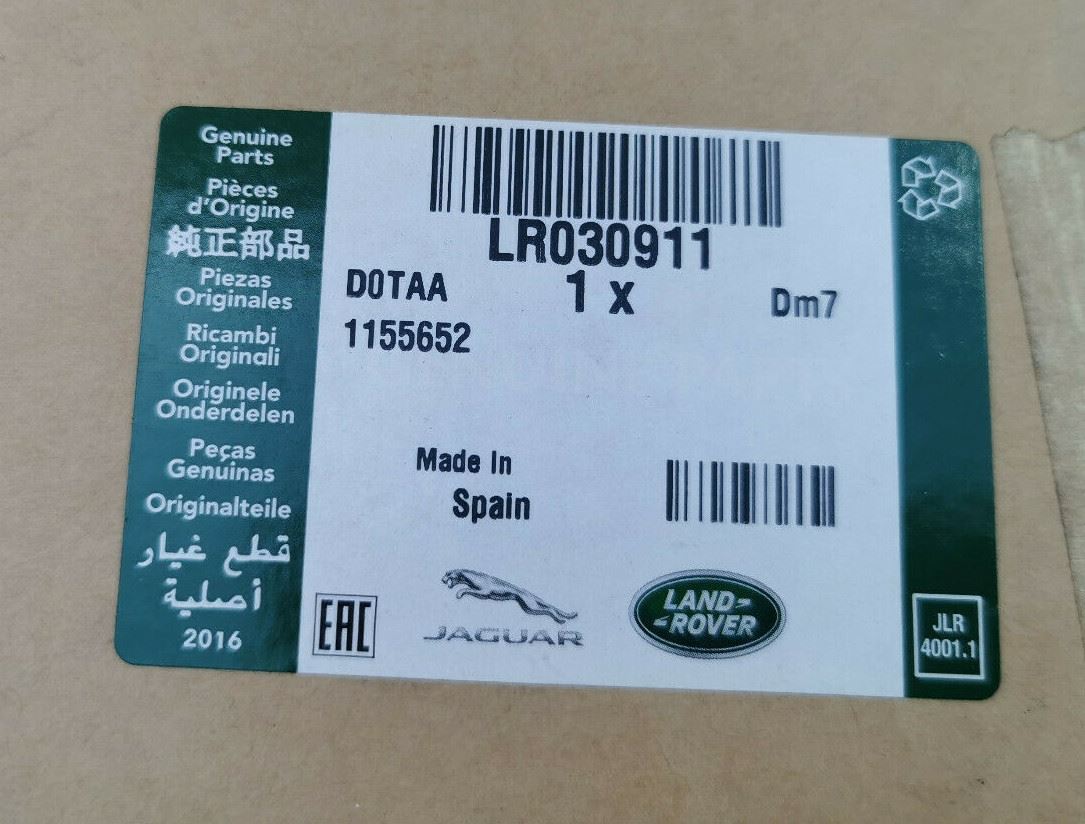 Genuine
Parts
Pièces
d'Origine
純正部品
Piezas
Originales
Ricambi
Originali
Originele
Onderdelen
Peças
Genuinas
Originalteile
قطع غيار
أصلية
2016
LR030911
D0TAA
1 x
Dm7
1155652
Made In
Spain
EAC
JAGUAR
LAND-
-ROVER
JLR
4001.1